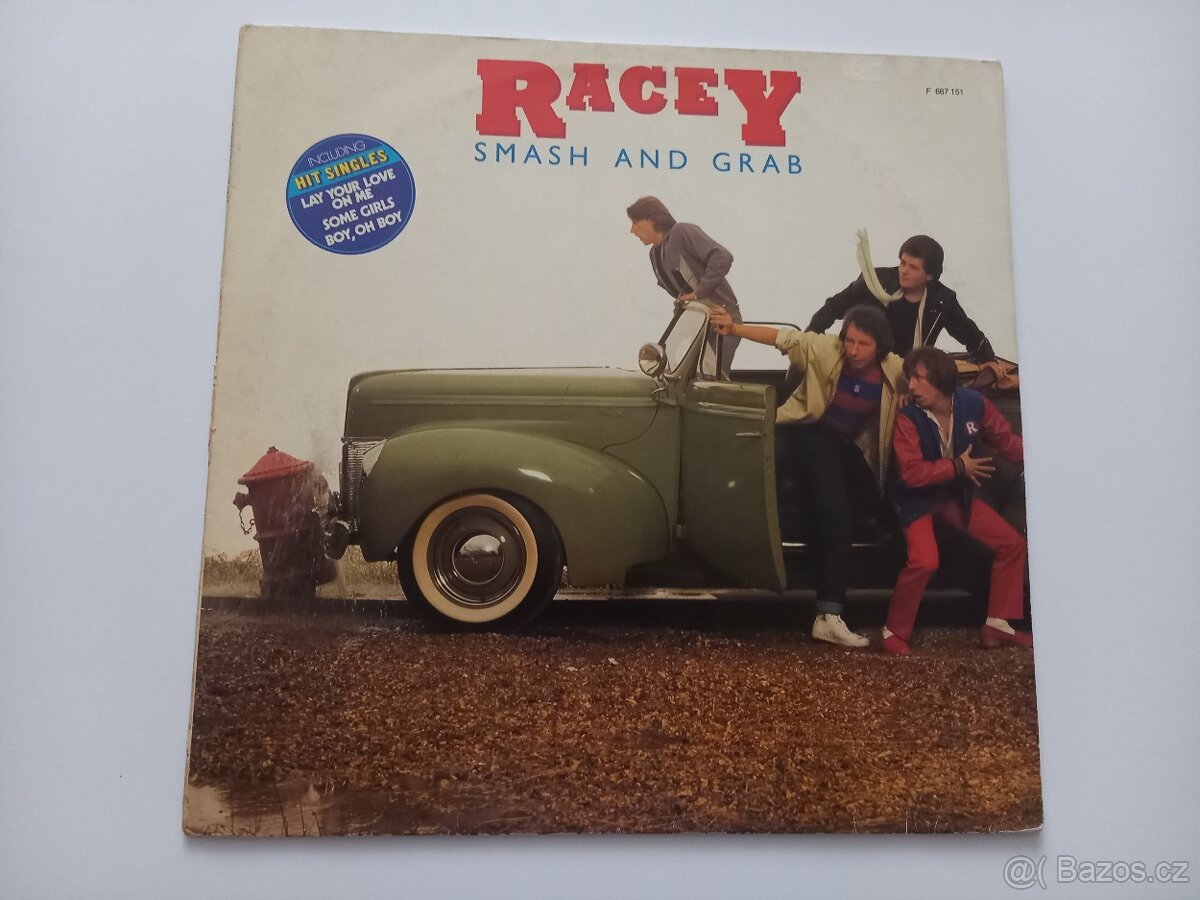 RACEY
F 667 151
SMASH AND GRAB
INCLUDING
HIT SINGLES
LAY YOUR LOVE
ON ME
SOME GIRLS
BOY, OH BOY
R
@( Bazos.cz